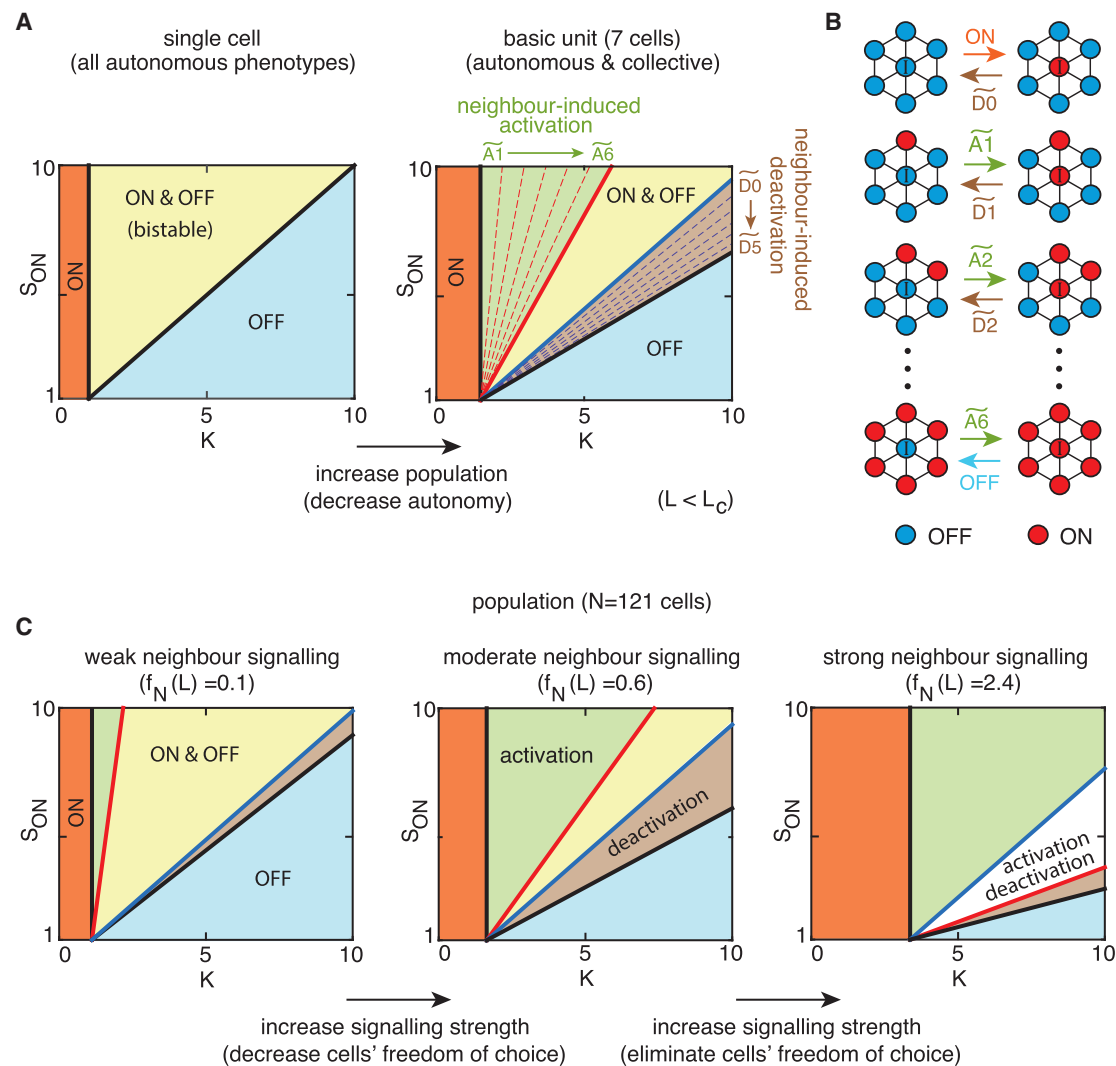 A
single cell
(all autonomous phenotypes)
basic unit (7 cells)
(autonomous & collective)
neighbour-induced
activation
A͂1
A͂6
10
ON & OFF
(bistable)
ON
OFF
S_ON
1
0
5
10
K
10
ON & OFF
ON
OFF
S_ON
1
0
5
10
K
D͂0
D͂5
neighbour-induced
deactivation
increase population
(decrease autonomy)
(L < L_c)
B
ON
D͂0
I
I
A͂1
D͂1
I
I
A͂2
D͂2
I
I
A͂6
OFF
I
I
OFF
ON
population (N=121 cells)
C
weak neighbour signalling
(f_N(L) =0.1)
10
ON & OFF
ON
OFF
S_ON
1
0
5
10
K
moderate neighbour signalling
(f_N(L) =0.6)
10
activation
deactivation
S_ON
1
0
5
10
K
strong neighbour signalling
(f_N(L) =2.4)
10
activation
deactivation
S_ON
1
0
5
10
K
increase signalling strength
(decrease cells' freedom of choice)
increase signalling strength
(eliminate cells' freedom of choice)